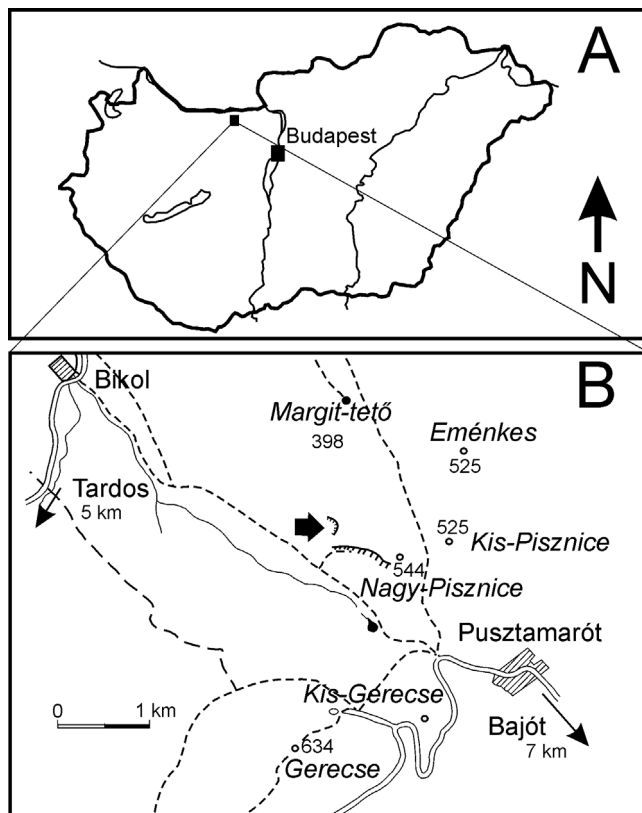 A
Budapest
N
B
Bikol
Margit-tető
398
Eménkes
525
Tardos
5 km
525
Kis-Pisznice
544
Nagy-Pisznice
Pusztamarót
Kis-Gerecse
0 1 km
Bajót
7 km
634
Gerecse